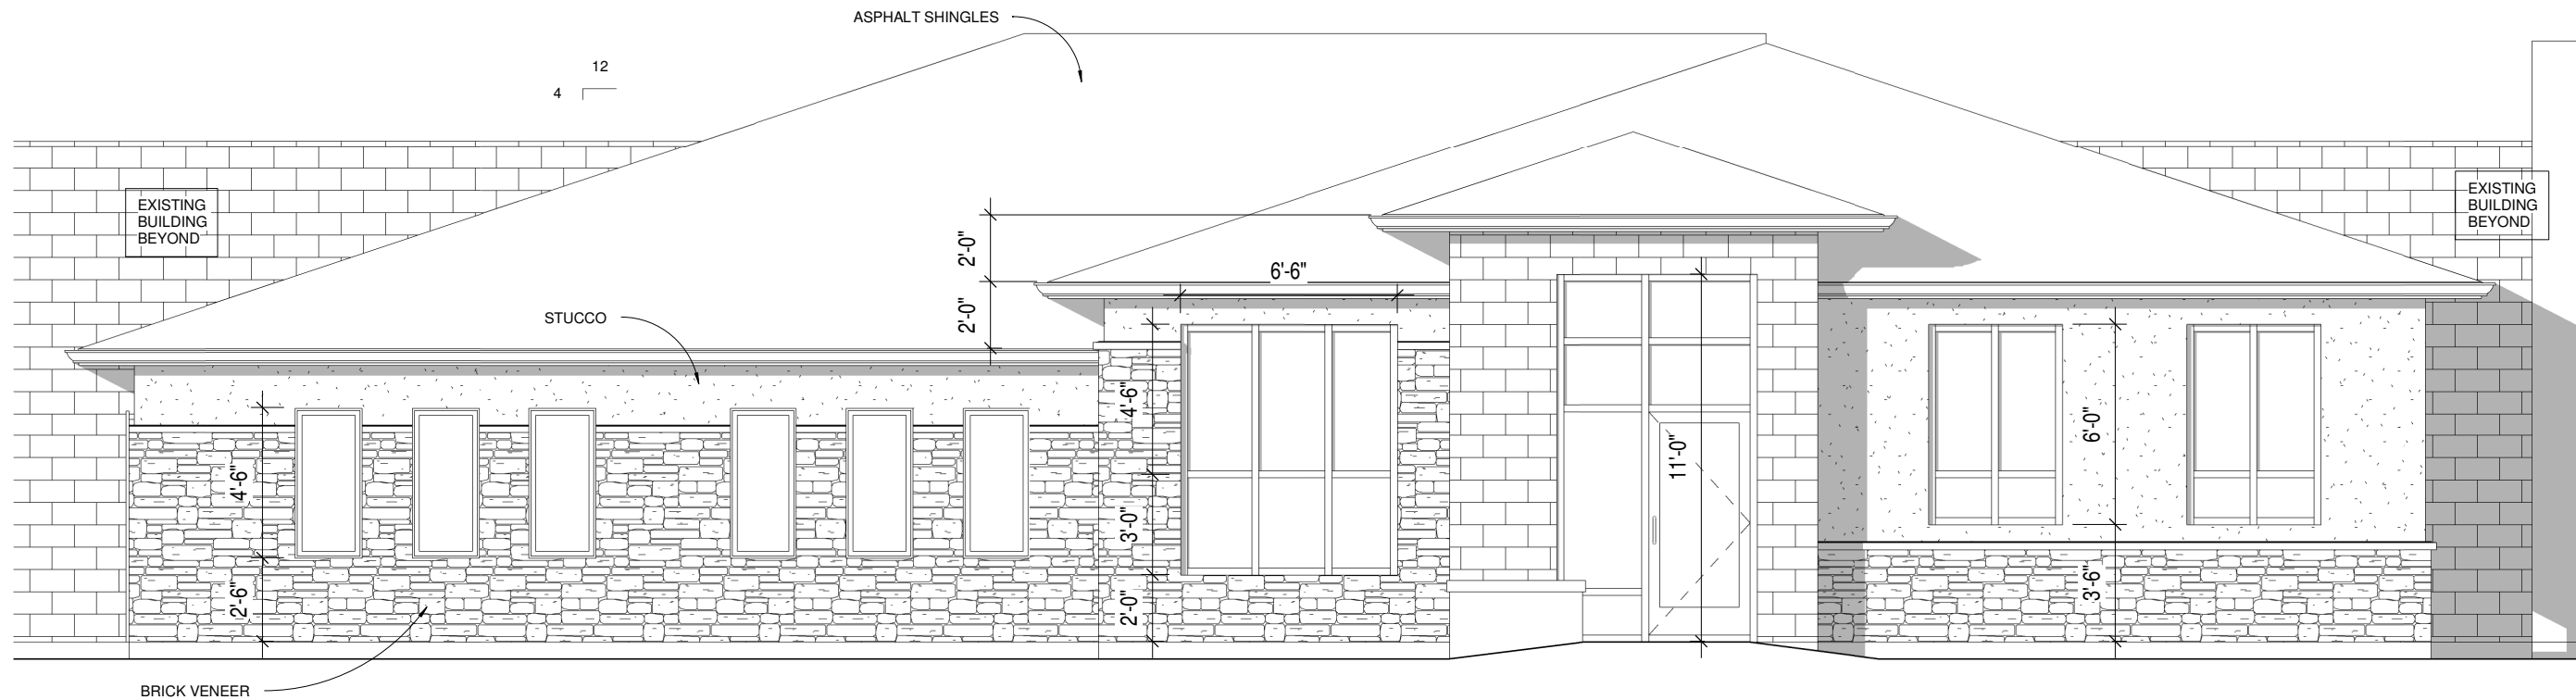 ASPHALT SHINGLES
12
4
EXISTING
BUILDING
BEYOND
EXISTING
BUILDING
BEYOND
2'-0"
6'-6"
2'-0"
STUCCO
4'-6"
4'-6"
6'-0"
11'-0"
3'-0"
2'-6"
2'-0"
3'-6"
BRICK VENEER